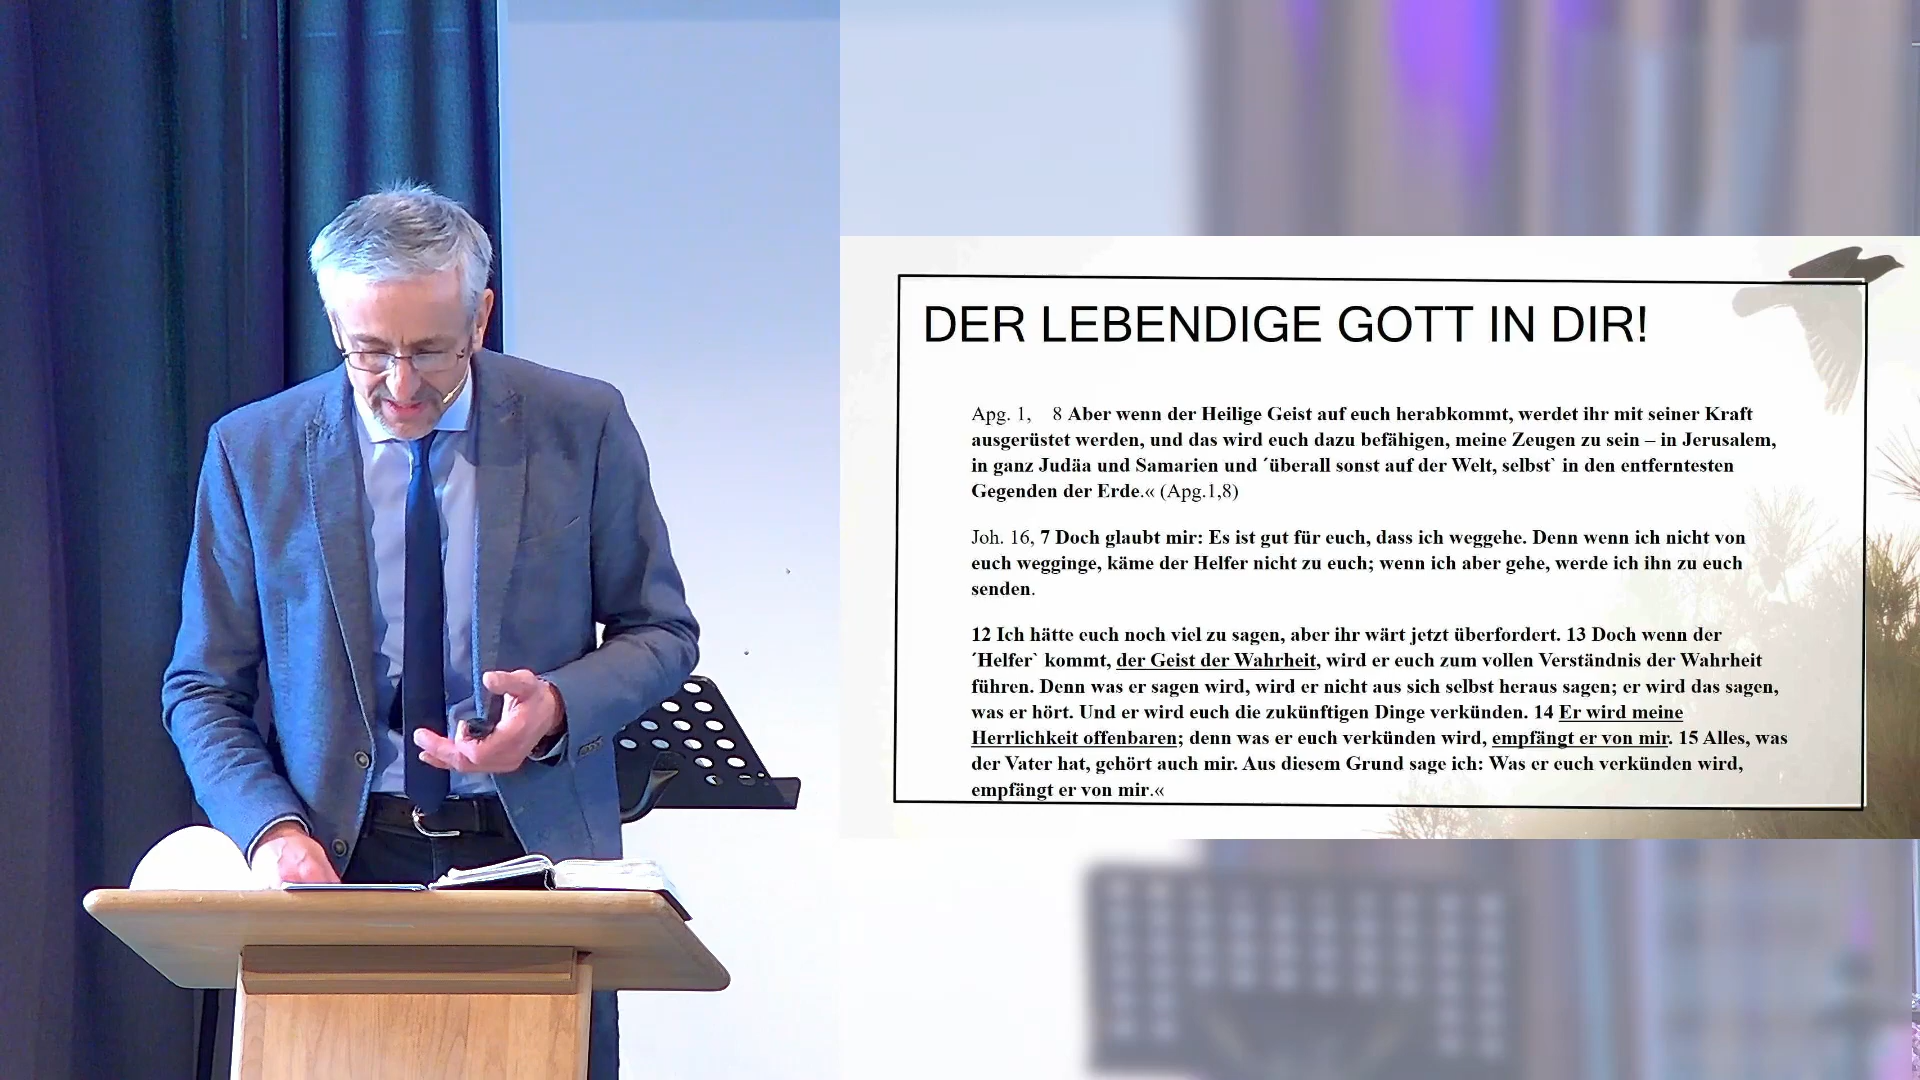 DER LEBENDIGE GOTT IN DIR!
Apg. 1, 8 Aber wenn der Heilige Geist auf euch herabkommt, werdet ihr mit seiner Kraft
ausgerüstet werden, und das wird euch dazu befähigen, meine Zeugen zu sein – in Jerusalem,
in ganz Judäa und Samarien und ´überall sonst auf der Welt, selbst` in den entferntesten
Gegenden der Erde.« (Apg.1,8)
Joh. 16, 7 Doch glaubt mir: Es ist gut für euch, dass ich weggehe. Denn wenn ich nicht von
euch wegginge, käme der Helfer nicht zu euch; wenn ich aber gehe, werde ich ihn zu euch
senden.
12 Ich hätte euch noch viel zu sagen, aber ihr wärt jetzt überfordert. 13 Doch wenn der
´Helfer` kommt, der Geist der Wahrheit, wird er euch zum vollen Verständnis der Wahrheit
führen. Denn was er sagen wird, wird er nicht aus sich selbst heraus sagen; er wird das sagen,
was er hört. Und er wird euch die zukünftigen Dinge verkünden. 14 Er wird meine
Herrlichkeit offenbaren; denn was er euch verkünden wird, empfängt er von mir. 15 Alles, was
der Vater hat, gehört auch mir. Aus diesem Grund sage ich: Was er euch verkünden wird,
empfängt er von mir.«